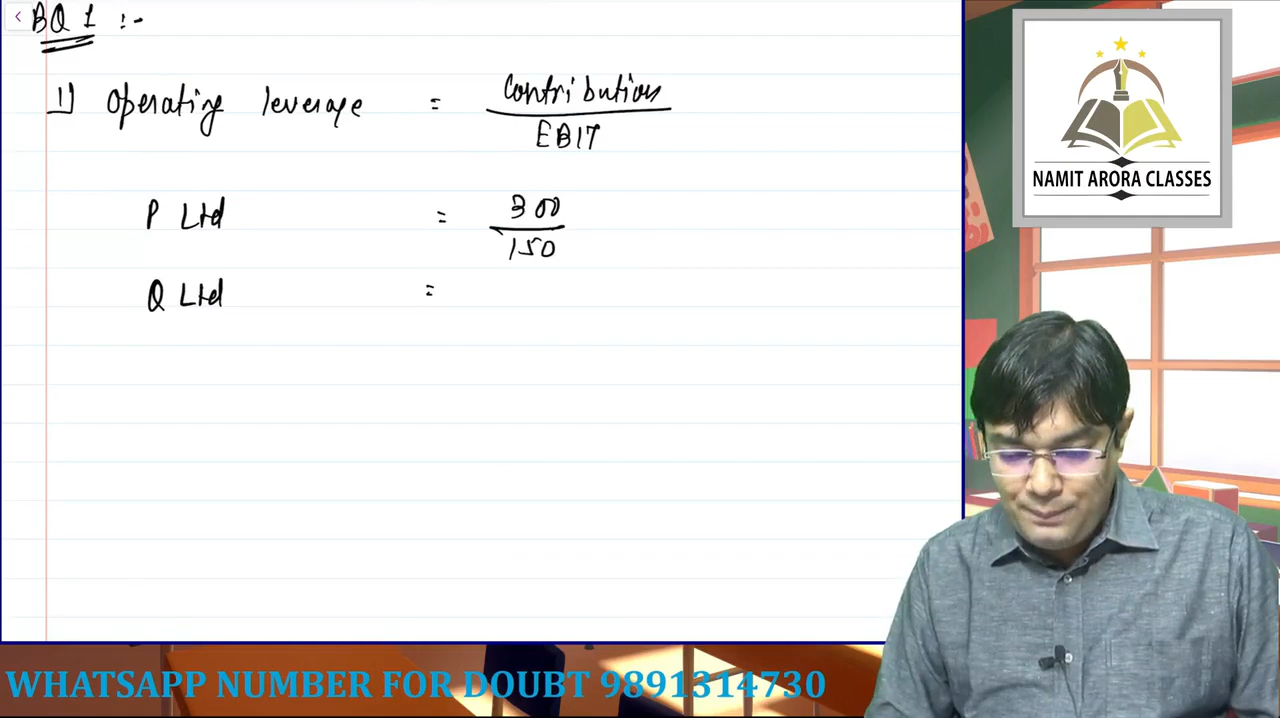 BQ 1 :-
1] Operating leverage = Contribution
EBIT
P Ltd = 300
150
Q Ltd =
NAMIT ARORA CLASSES
WHATSAPP NUMBER FOR DOUBT 9891314730